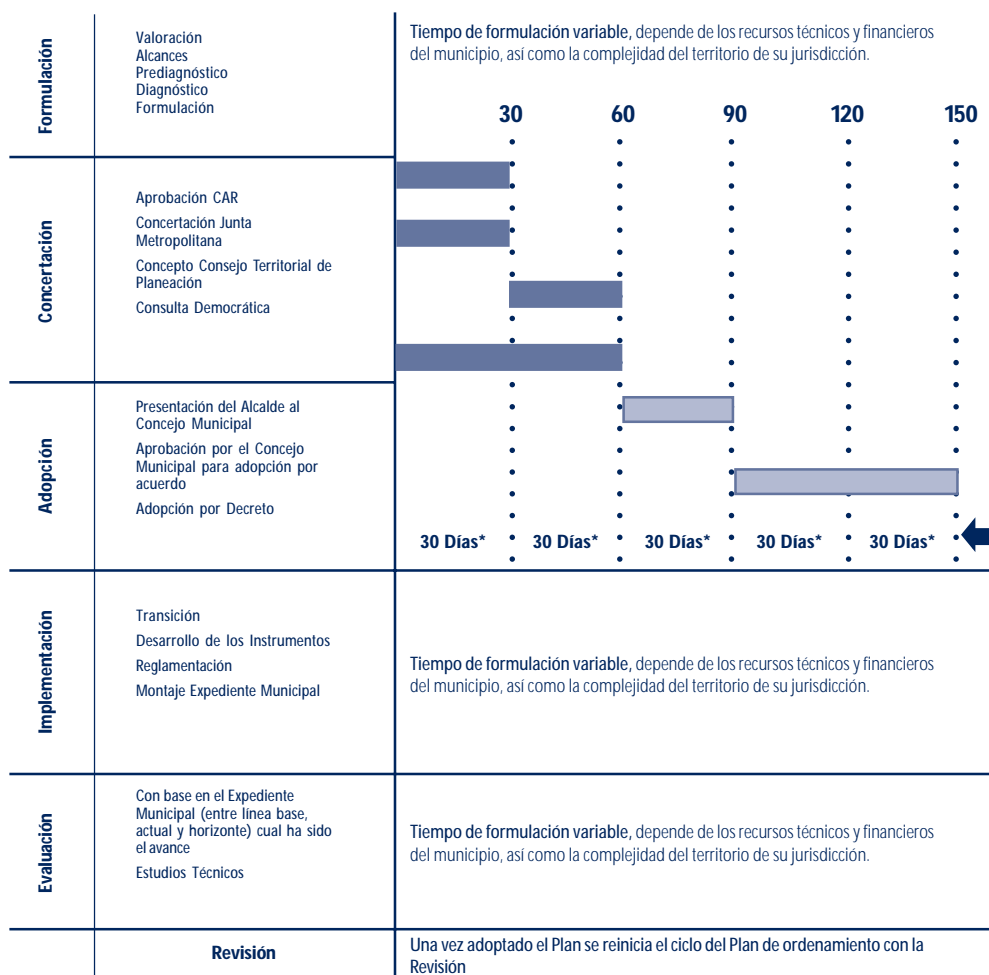 Formulación
Valoración
Alcances
Prediagnóstico
Diagnóstico
Formulación
Tiempo de formulación variable, depende de los recursos técnicos y financieros
del municipio, así como la complejidad del territorio de su jurisdicción.
30 60 90 120 150
Concertación
Aprobación CAR
Concertación Junta
Metropolitana
Concepto Consejo Territorial de
Planeación
Consulta Democrática
Adopción
Presentación del Alcalde al
Concejo Municipal
Aprobación por el Concejo
Municipal para adopción por
acuerdo
Adopción por Decreto
30 Días* 30 Días* 30 Días* 30 Días* 30 Días*
Implementación
Transición
Desarrollo de los Instrumentos
Reglamentación
Montaje Expediente Municipal
Tiempo de formulación variable, depende de los recursos técnicos y financieros
del municipio, así como la complejidad del territorio de su jurisdicción.
Evaluación
Con base en el Expediente
Municipal (entre línea base,
actual y horizonte) cual ha sido
el avance
Estudios Técnicos
Tiempo de formulación variable, depende de los recursos técnicos y financieros
del municipio, así como la complejidad del territorio de su jurisdicción.
Revisión
Una vez adoptado el Plan se reinicia el ciclo del Plan de ordenamiento con la
Revisión